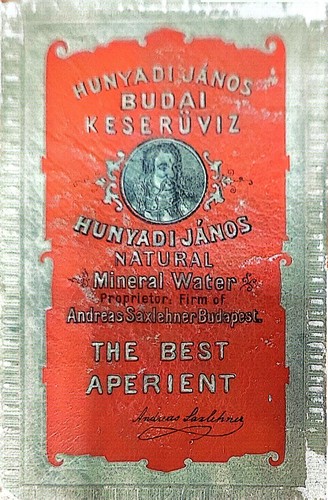 HUNYADI JÁNOS
BUDAI
KESERŰVIZ
HUNYADI JÁNOS
NATURAL
Mineral Water
Proprietor: Firm of
Andreas Saxlehner Budapest.
THE BEST
APERIENT
Andreas Saxlehner